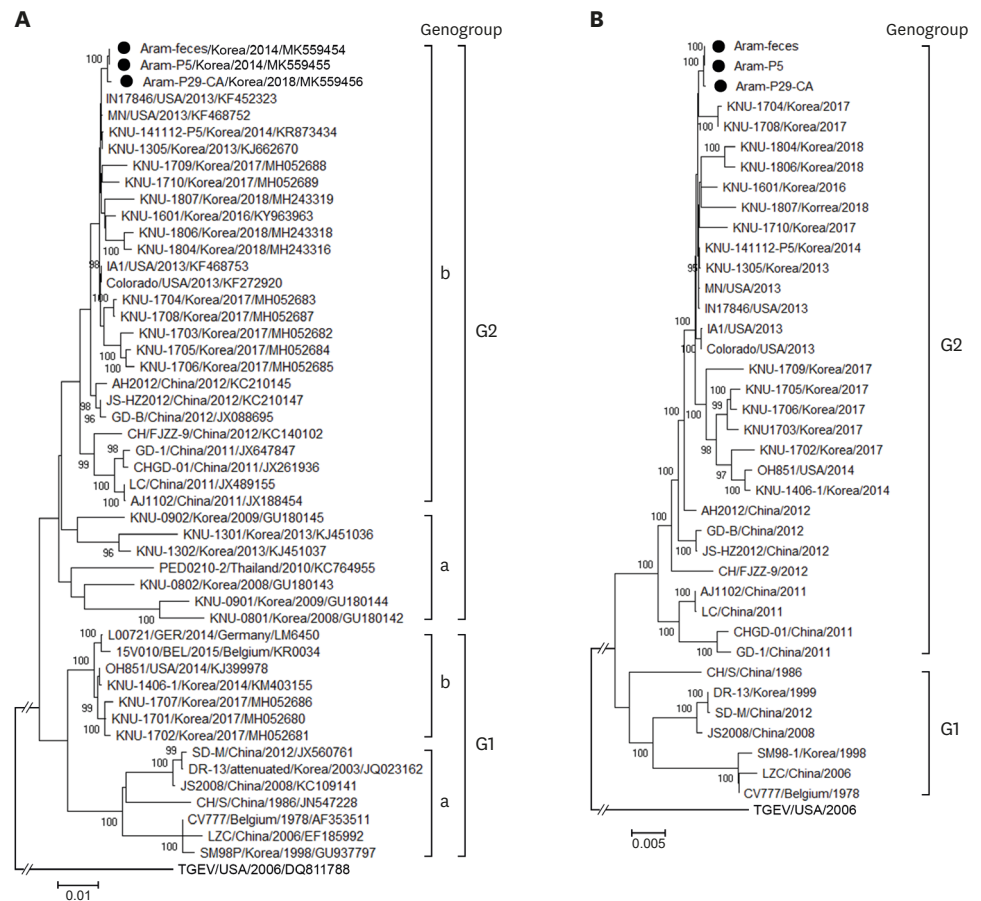 A
Genogroup
100
Aram-feces/Korea/2014/MK559454
Aram-P5/Korea/2014/MK559455
Aram-P29-CA/Korea/2018/MK559456
IN17846/USA/2013/KF452323
MN/USA/2013/KF468752
KNU-141112-P5/Korea/2014/KR873434
KNU-1305/Korea/2013/KJ662670
KNU-1709/Korea/2017/MH052688
KNU-1710/Korea/2017/MH052689
KNU-1807/Korea/2018/MH243319
KNU-1601/Korea/2016/KY963963
KNU-1806/Korea/2018/MH243318
100
KNU-1804/Korea/2018/MH243316
98
IA1/USA/2013/KF468753
Colorado/USA/2013/KF272920
100
KNU-1704/Korea/2017/MH052683
KNU-1708/Korea/2017/MH052687
KNU-1703/Korea/2017/MH052682
100
KNU-1705/Korea/2017/MH052684
100
KNU-1706/Korea/2017/MH052685
AH2012/China/2012/KC210145
98
JS-HZ2012/China/2012/KC210147
96
GD-B/China/2012/JX088695
CH/FJZZ-9/China/2012/KC140102
98
GD-1/China/2011/JX647847
99
CHGD-01/China/2011/JX261936
100
LC/China/2011/JX489155
100
AJ1102/China/2011/JX188454
KNU-0902/Korea/2009/GU180145
KNU-1301/Korea/2013/KJ451036
96
KNU-1302/Korea/2013/KJ451037
PED0210-2/Thailand/2010/KC764955
KNU-0802/Korea/2008/GU180143
KNU-0901/Korea/2009/GU180144
100
KNU-0801/Korea/2008/GU180142
100
L00721/GER/2014/Germany/LM6450
15V010/BEL/2015/Belgium/KR0034
100
OH851/USA/2014/KJ399978
KNU-1406-1/Korea/2014/KM403155
99
KNU-1707/Korea/2017/MH052686
KNU-1701/Korea/2017/MH052680
100
KNU-1702/Korea/2017/MH052681
99
SD-M/China/2012/JX560761
100
DR-13/attenuated/Korea/2003/JQ023162
JS2008/China/2008/KC109141
CH/S/China/1986/JN547228
100
CV777/Belgium/1978/AF353511
LZC/China/2006/EF185992
100
SM98P/Korea/1998/GU937797
TGEV/USA/2006/DQ811788
b
G2
a
b
G1
a
0.01
B
Genogroup
100
Aram-feces
Aram-P5
Aram-P29-CA
KNU-1704/Korea/2017
100
KNU-1708/Korea/2017
100
KNU-1804/Korea/2018
KNU-1806/Korea/2018
KNU-1601/Korea/2016
KNU-1807/Korrea/2018
KNU-1710/Korea/2017
KNU-141112-P5/Korea/2014
95
KNU-1305/Korea/2013
MN/USA/2013
IN17846/USA/2013
100
IA1/USA/2013
100
Colorado/USA/2013
KNU-1709/Korea/2017
100
KNU-1705/Korea/2017
99
KNU-1706/Korea/2017
100
100
KNU1703/Korea/2017
98
KNU-1702/Korea/2017
97
OH851/USA/2014
100
100
KNU-1406-1/Korea/2014
AH2012/China/2012
100
GD-B/China/2012
100
JS-HZ2012/China/2012
100
CH/FJZZ-9/2012
AJ1102/China/2011
100
LC/China/2011
100
CHGD-01/China/2011
100
GD-1/China/2011
CH/S/China/1986
100
DR-13/Korea/1999
100
SD-M/China/2012
JS2008/China/2008
100
SM98-1/Korea/1998
100
LZC/China/2006
CV777/Belgium/1978
TGEV/USA/2006
G2
G1
0.005